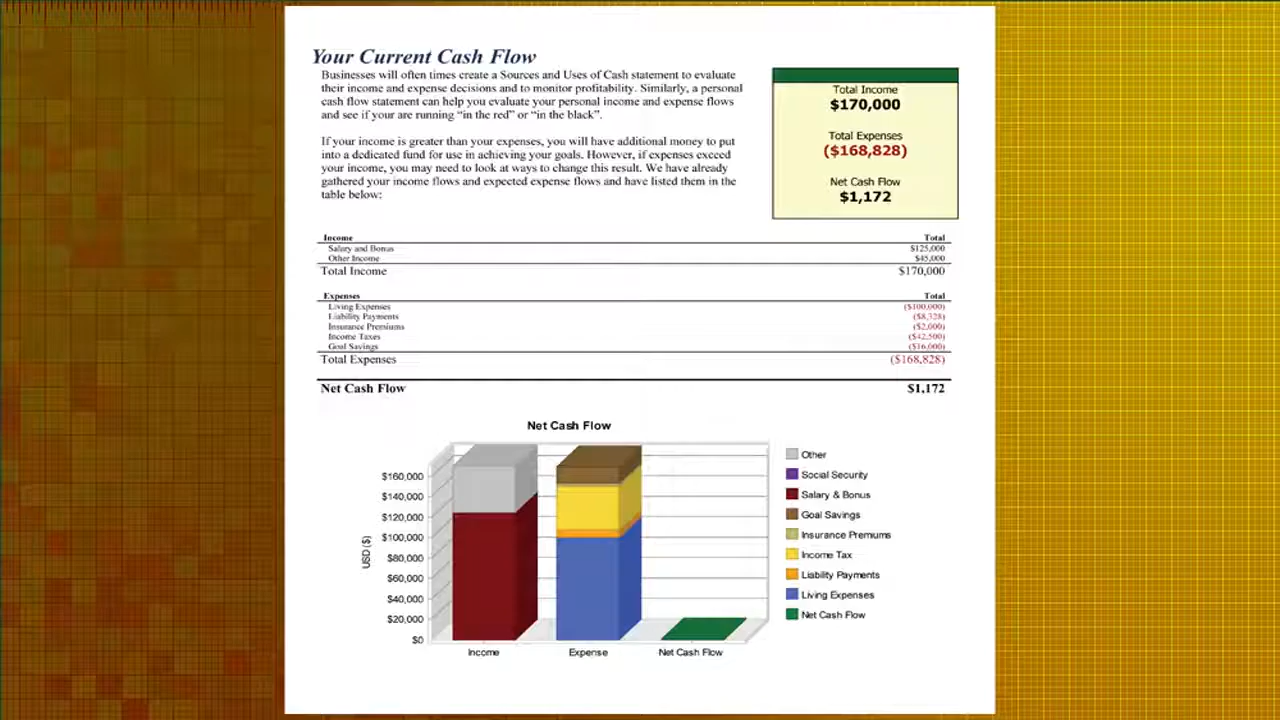 Your Current Cash Flow
Businesses will often times create a Sources and Uses of Cash statement to evaluate
their income and expense decisions and to monitor profitability. Similarly, a personal
cash flow statement can help you evaluate your personal income and expense flows
and see if your are running “in the red” or “in the black”.
If your income is greater than your expenses, you will have additional money to put
into a dedicated fund for use in achieving your goals. However, if expenses exceed
your income, you may need to look at ways to change this result. We have already
gathered your income flows and expected expense flows and have listed them in the
table below:
Total Income
$170,000
Total Expenses
($168,828)
Net Cash Flow
$1,172
Income Total
Salary and Bonus $125,000
Other Income $45,000
Total Income $170,000
Expenses Total
Living Expenses ($100,000)
Liability Payments ($8,328)
Insurance Premiums ($2,000)
Income Taxes ($42,500)
Goal Savings ($16,000)
Total Expenses ($168,828)
Net Cash Flow $1,172
Net Cash Flow
USD ($)
$160,000
$140,000
$120,000
$100,000
$80,000
$60,000
$40,000
$20,000
$0
Income Expense Net Cash Flow
Other
Social Security
Salary & Bonus
Goal Savings
Insurance Premums
Income Tax
Liability Payments
Living Expenses
Net Cash Flow